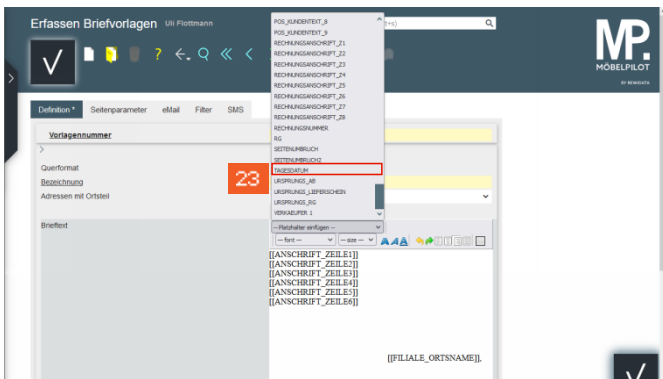 Erfassen Briefvorlagen Uli Flottmann
t+s)
MP.
MÖBELPILOT
BY BEWIDATA
POS_KUNDENTEXT_8
POS_KUNDENTEXT_9
RECHNUNGSANSCHRIFT_Z1
RECHNUNGSANSCHRIFT_Z2
RECHNUNGSANSCHRIFT_Z3
RECHNUNGSANSCHRIFT_Z4
RECHNUNGSANSCHRIFT_Z5
RECHNUNGSANSCHRIFT_Z6
RECHNUNGSANSCHRIFT_Z7
RECHNUNGSANSCHRIFT_Z8
RECHNUNGSNUMMER
RG
SEITENUMBRUCH
SEITENUMBRUCH2
TAGESDATUM
URSPRUNGS_AB
URSPRUNGS_LIEFERSCHEIN
URSPRUNGS_RG
VERKAEUFER 1
Definition * Seitenparameter eMail Filter SMS
Vorlagennummer
Querformat
23
Bezeichnung
Adressen mit Ortsteil
Brieftext
-- Platzhalter einfügen --
-- font -- -- size --
[[ANSCHRIFT_ZEILE1]]
[[ANSCHRIFT_ZEILE2]]
[[ANSCHRIFT_ZEILE3]]
[[ANSCHRIFT_ZEILE4]]
[[ANSCHRIFT_ZEILE5]]
[[ANSCHRIFT_ZEILE6]]
[[FILIALE_ORTSNAME]],